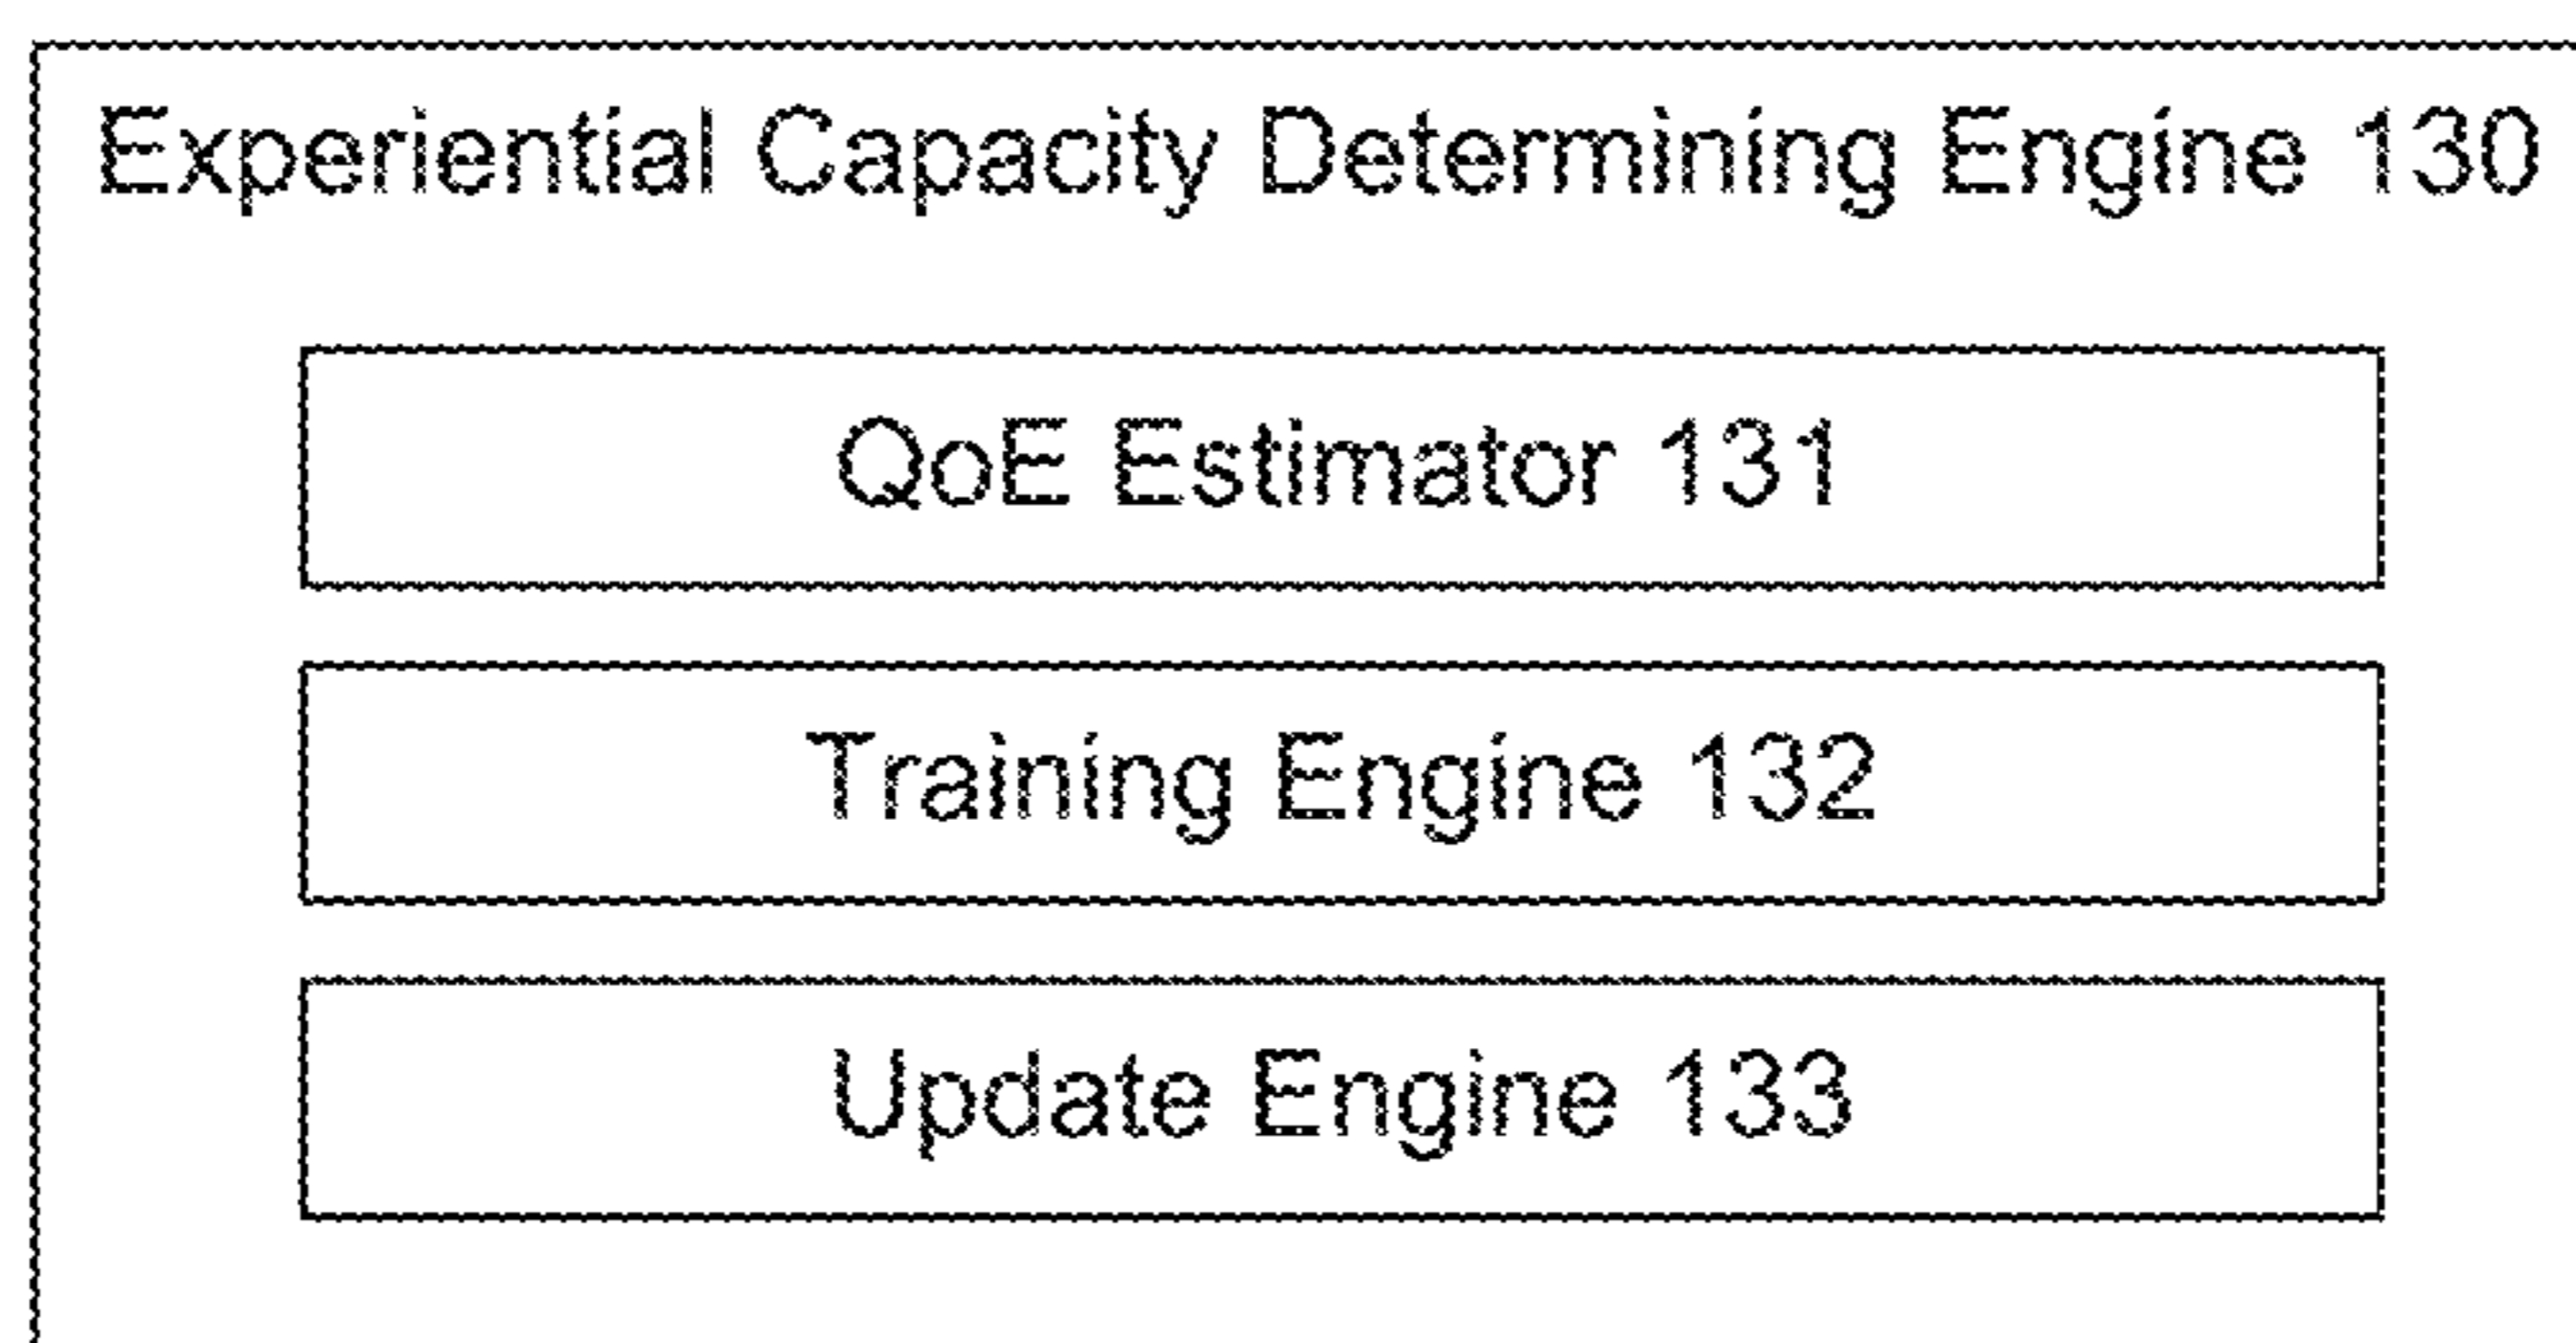 Experiential Capacity Determining Engine 130
QoE Estimator 131
Training Engine 132
Update Engine 133